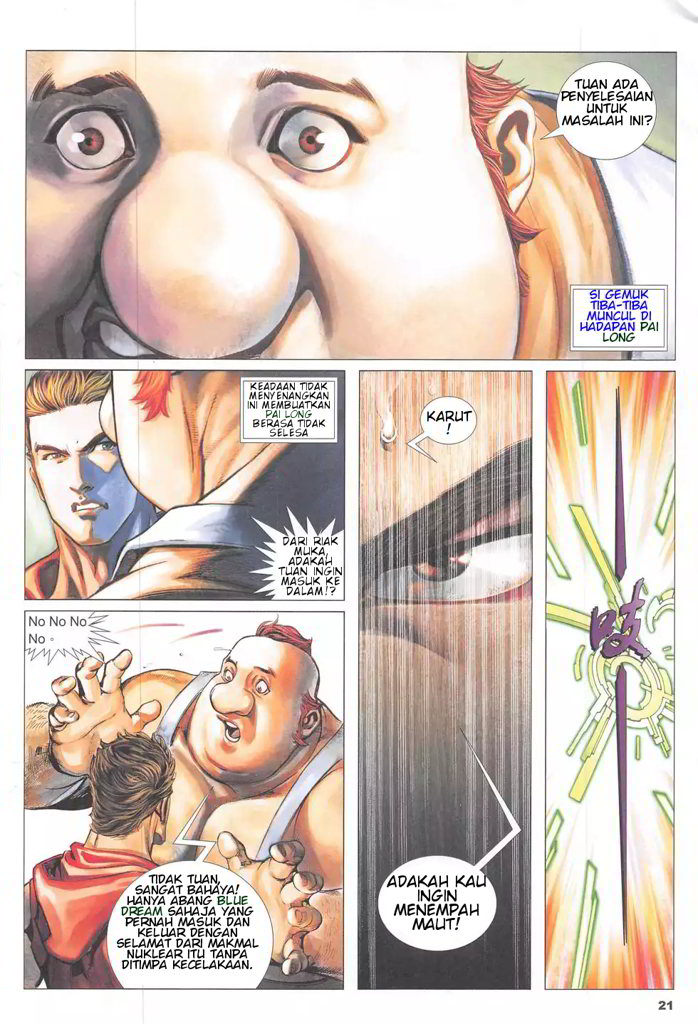 TUAN ADA
PENYELESAIAN
UNTUK
MASALAH INI?
SI GEMUK
TIBA-TIBA
MUNCUL DI
HADAPAN PAI
LONG
KEADAAN TIDAK
MENYENANGKAN
INI MEMBUATKAN
PAI LONG
BERASA TIDAK
SELESA
DARI RIAK
MUKA,
ADAKAH
TUAN INGIN
MASUK KE
DALAM!?
KARUT
!
吱
No No No
No .
TIDAK TUAN,
SANGAT BAHAYA!
HANYA ABANG BLUE
DREAM SAHAJA YANG
PERNAH MASUK DAN
KELUAR DENGAN
SELAMAT DARI MAKMAL
NUKLEAR ITU TANPA
DITIMPA KECELAKAAN.
ADAKAH KAU
INGIN
MENEMPAH
MAUT!
21